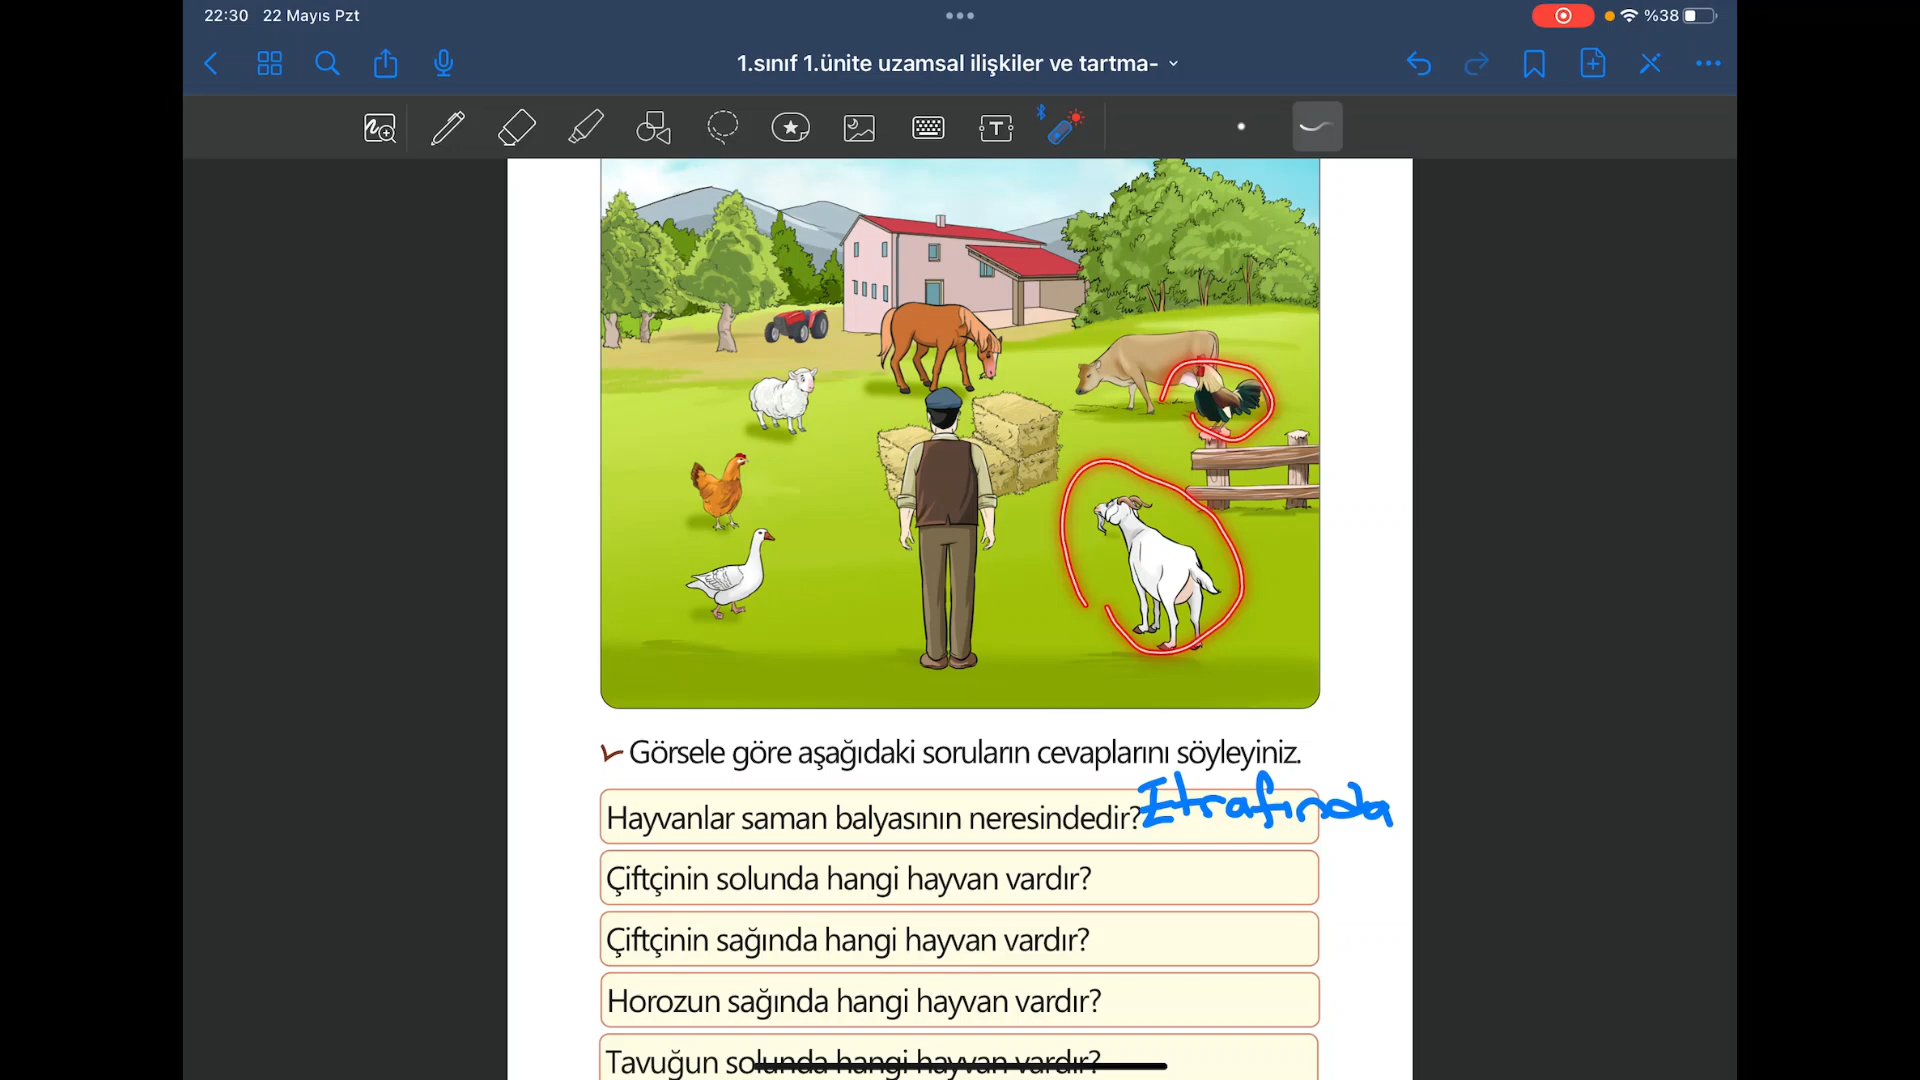 22:30 22 Mayıs Pzt
%38
1.sınıf 1.ünite uzamsal ilişkiler ve tartma-
T
Görsele göre aşağıdaki soruların cevaplarını söyleyiniz.
Hayvanlar saman balyasının neresindedir? Etrafında
Çiftçinin solunda hangi hayvan vardır?
Çiftçinin sağında hangi hayvan vardır?
Horozun sağında hangi hayvan vardır?
Tavuğun solunda hangi hayvan vardır?